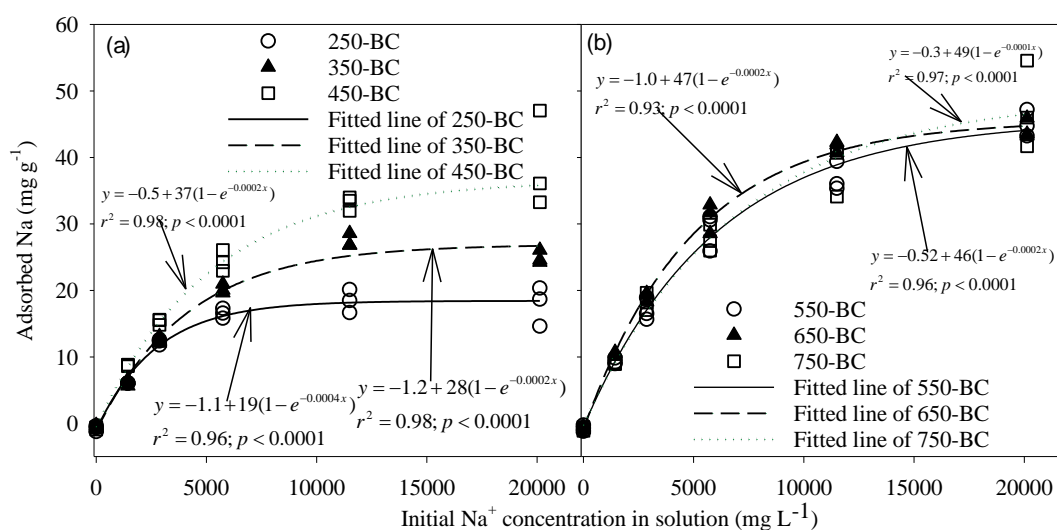 Adsorbed Na (mg g⁻¹)
60
50
40
30
20
10
0
(a)
250-BC
350-BC
450-BC
Fitted line of 250-BC
Fitted line of 350-BC
Fitted line of 450-BC
y = −0.5 + 37(1 − e^{−0.0002x})
r² = 0.98; p < 0.0001
y = −1.1 + 19(1 − e^{−0.0004x})
r² = 0.96; p < 0.0001
y = −1.2 + 28(1 − e^{−0.0002x})
r² = 0.98; p < 0.0001
0 5000 10000 15000 20000
(b)
y = −0.3 + 49(1 − e^{−0.0001x})
r² = 0.97; p < 0.0001
y = −1.0 + 47(1 − e^{−0.0002x})
r² = 0.93; p < 0.0001
y = −0.52 + 46(1 − e^{−0.0002x})
r² = 0.96; p < 0.0001
550-BC
650-BC
750-BC
Fitted line of 550-BC
Fitted line of 650-BC
Fitted line of 750-BC
0 5000 10000 15000 20000
Initial Na⁺ concentration in solution (mg L⁻¹)